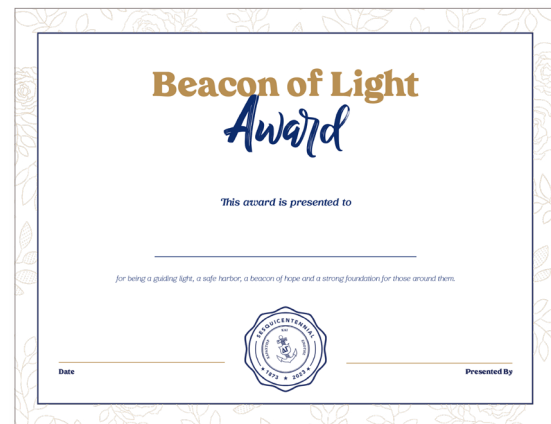 Beacon of Light
Award
This award is presented to
for being a guiding light, a safe harbor, a beacon of hope and a strong foundation for those around them.
SESQUICENTENNIAL
ΔΓ
1873 ★ 2023
Date
Presented By